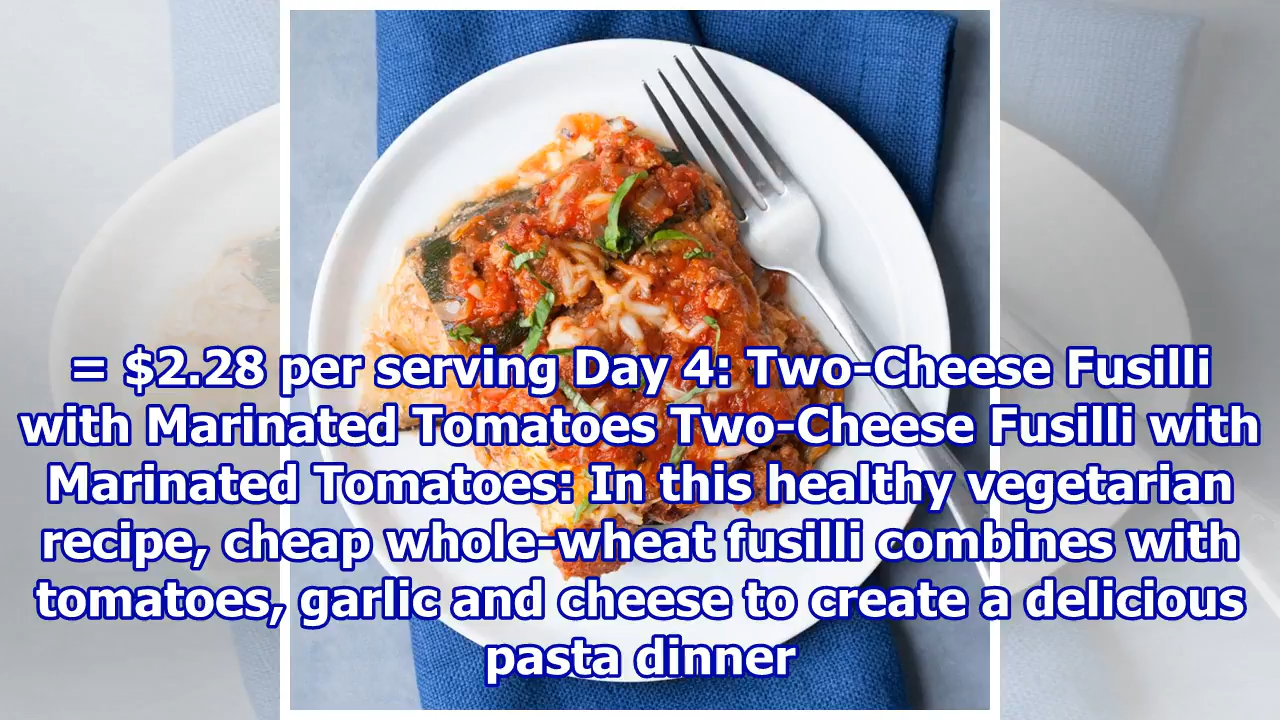 = $2.28 per serving Day 4: Two-Cheese Fusilli
with Marinated Tomatoes Two-Cheese Fusilli with
Marinated Tomatoes: In this healthy vegetarian
recipe, cheap whole-wheat fusilli combines with
tomatoes, garlic and cheese to create a delicious
pasta dinner